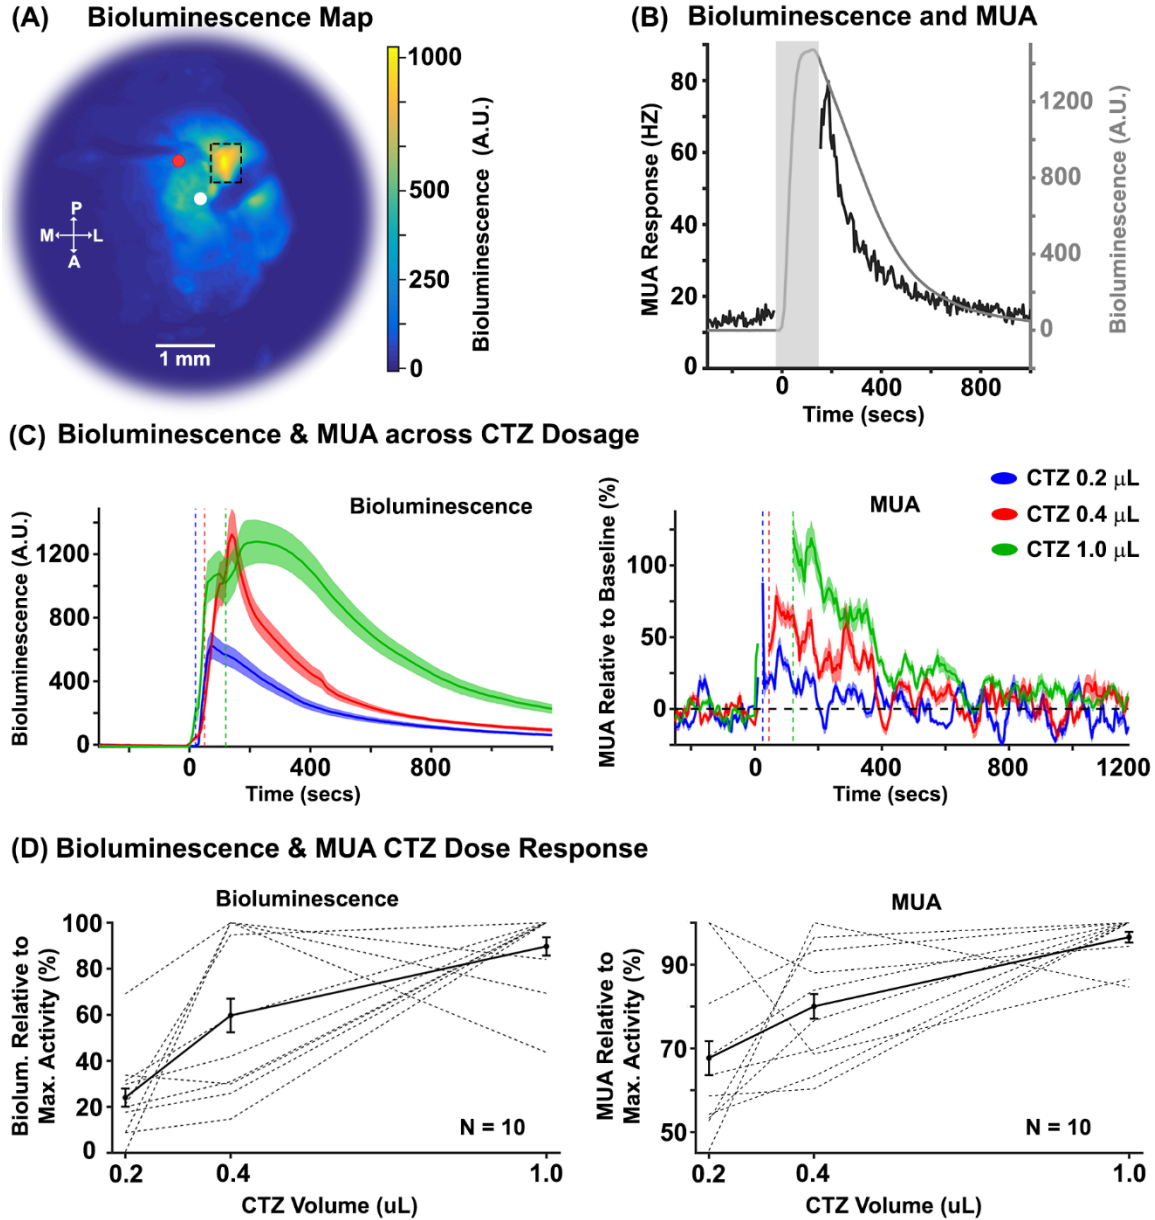 (A) Bioluminescence Map
1000
500
250
0
Bioluminescence (A.U.)
P
M L
A
1 mm
(B) Bioluminescence and MUA
80
60
40
20
0
MUA Response (HZ)
1200
800
400
0
Bioluminescence (A.U.)
0 400 800
Time (secs)
(C) Bioluminescence & MUA across CTZ Dosage
Bioluminescence
1200
800
400
0
Bioluminescence (A.U.)
0 400 800
Time (secs)
MUA
CTZ 0.2 μL
CTZ 0.4 μL
CTZ 1.0 μL
100
50
0
MUA Relative to Baseline (%)
0 400 800 1200
Time (secs)
(D) Bioluminescence & MUA CTZ Dose Response
Bioluminescence
100
80
60
40
20
0
Biolum. Relative to
Max. Activity (%)
N = 10
0.2 0.4 1.0
CTZ Volume (uL)
MUA
90
70
50
MUA Relative to
Max. Activity (%)
N = 10
0.2 0.4 1.0
CTZ Volume (uL)